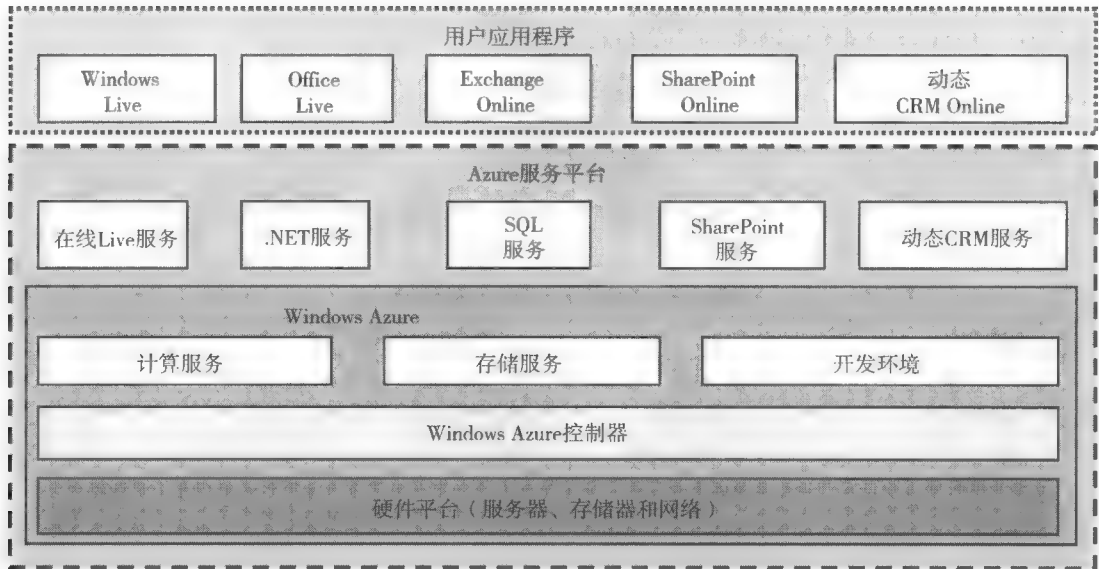 用户应用程序
Windows
Live
Office
Live
Exchange
Online
SharePoint
Online
动态
CRM Online
Azure服务平台
在线Live服务
.NET服务
SQL
服务
SharePoint
服务
动态CRM服务
Windows Azure
计算服务
存储服务
开发环境
Windows Azure控制器
硬件平台（服务器、存储器和网络）